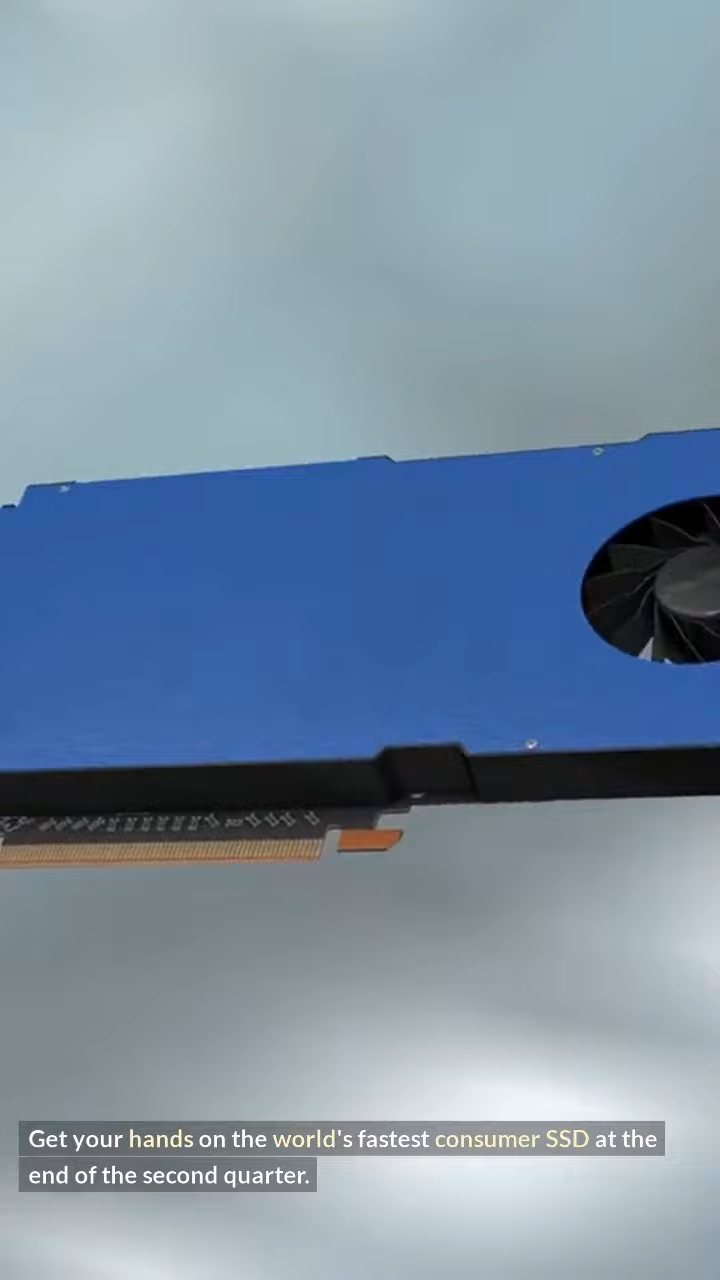 Get your hands on the world's fastest consumer SSD at the
end of the second quarter.